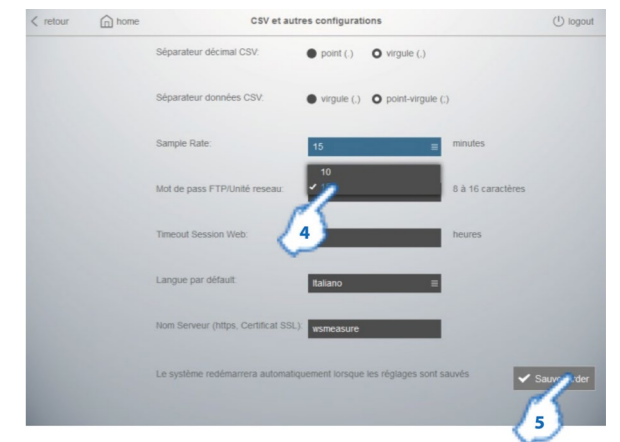 retour home CSV et autres configurations logout
Séparateur décimal CSV: point (.) virgule (,)
Séparateur données CSV: virgule (,) point-virgule (;)
Sample Rate: 15 minutes
10
Mot de pass FTP/Unité reseau: 8 à 16 caractères
4
Timeout Session Web: heures
Langue par défault: Italiano
Nom Serveur (https, Certificat SSL): wsmeasure
Le système redémarrera automatiquement lorsque les réglages sont sauvés
5